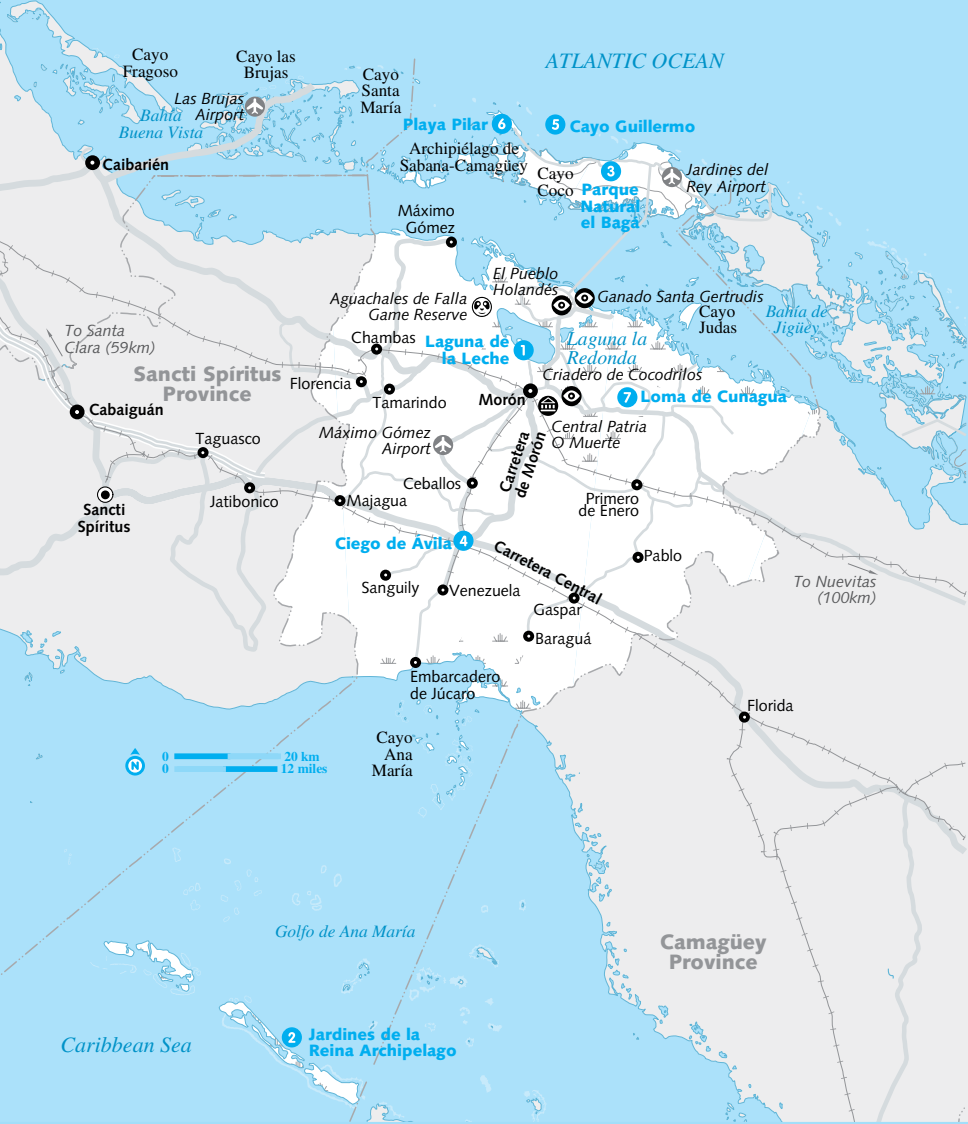 ATLANTIC OCEAN
Cayo
Fragoso
Cayo las
Brujas
Cayo
Santa
María
Las Brujas
Airport
Bahía
Buena Vista
Playa Pilar 6
5 Cayo Guillermo
Archipiélago de
Sabana-Camagüey
Cayo
Coco
3
Parque
Natural
el Bagá
Jardines del
Rey Airport
Caibarién
Máximo
Gómez
El Pueblo
Holandés
Ganado Santa Gertrudis
Aguachales de Falla
Game Reserve
Cayo
Judas
Bahía de
Jigüey
To Santa
Clara (59km)
Chambas
Laguna de
la Leche
1
Laguna la
Redonda
Sancti Spíritus
Province
Florencia
Tamarindo
Criadero de Cocodrilos
Morón
7 Loma de Cunagua
Cabaiguán
Central Patria
O Muerte
Taguasco
Máximo Gómez
Airport
Carretera
de Morón
Sancti
Spíritus
Jatibonico
Majagua
Ceballos
Primero
de Enero
Ciego de Avila 4
Carretera Central
Pablo
Sanguily
Venezuela
Gaspar
To Nuevitas
(100km)
Baraguá
Embarcadero
de Júcaro
Florida
Cayo
Ana
María
N
0 20 km
0 12 miles
Golfo de Ana María
Camagüey
Province
Caribbean Sea
2 Jardines de la
Reina Archipelago